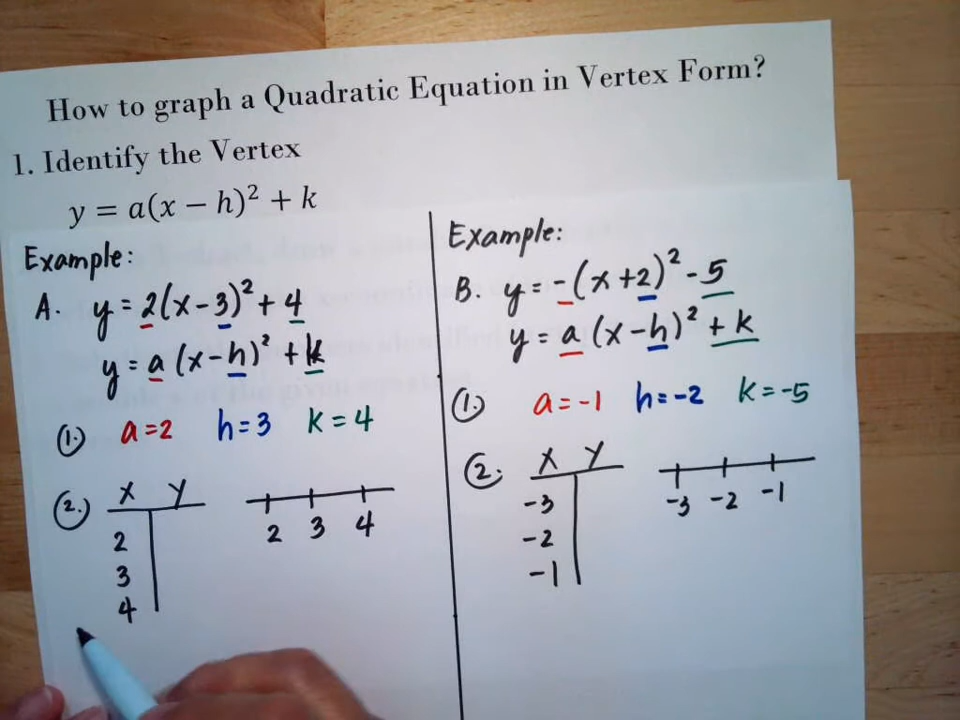 How to graph a Quadratic Equation in Vertex Form?
1. Identify the Vertex
y = a(x − h)² + k
Example:
A. y = 2(x-3)² + 4
y = a (x-h)² + k
1. a = 2 h = 3 k = 4
2. X Y
2
3
4
2 3 4
Example:
B. y = -(x+2)² - 5
y = a (x-h)² + k
1. a = -1 h = -2 k = -5
2. X Y
-3
-2
-1
-3 -2 -1